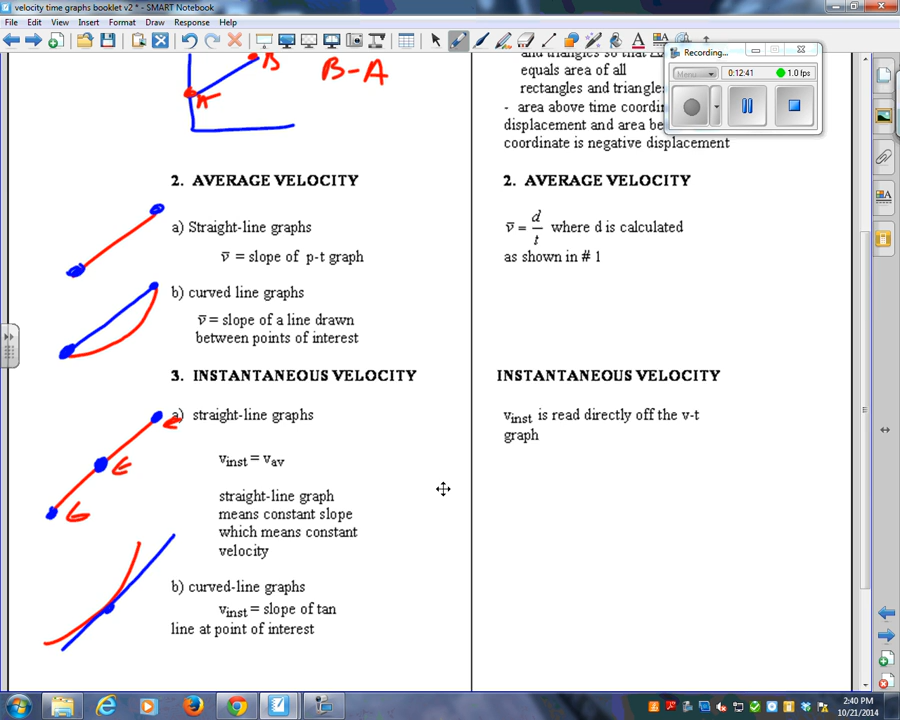 velocity time graphs booklet v2 * - SMART Notebook
File Edit View Insert Format Draw Response Help
Recording...
Menu
0:12:41
1.0 fps
B
B-A
A
and triangles so that
equals area of all
rectangles and triangles
- area above time coordin
displacement and area be
coordinate is negative displacement
2. AVERAGE VELOCITY
a) Straight-line graphs
v̄ = slope of p-t graph
b) curved line graphs
v̄ = slope of a line drawn
between points of interest
3. INSTANTANEOUS VELOCITY
a) straight-line graphs
vinst = vav
straight-line graph
means constant slope
which means constant
velocity
b) curved-line graphs
vinst = slope of tan
line at point of interest
2. AVERAGE VELOCITY
v̄ = d/t where d is calculated
as shown in # 1
INSTANTANEOUS VELOCITY
vinst is read directly off the v-t
graph
2:40 PM
10/21/2014